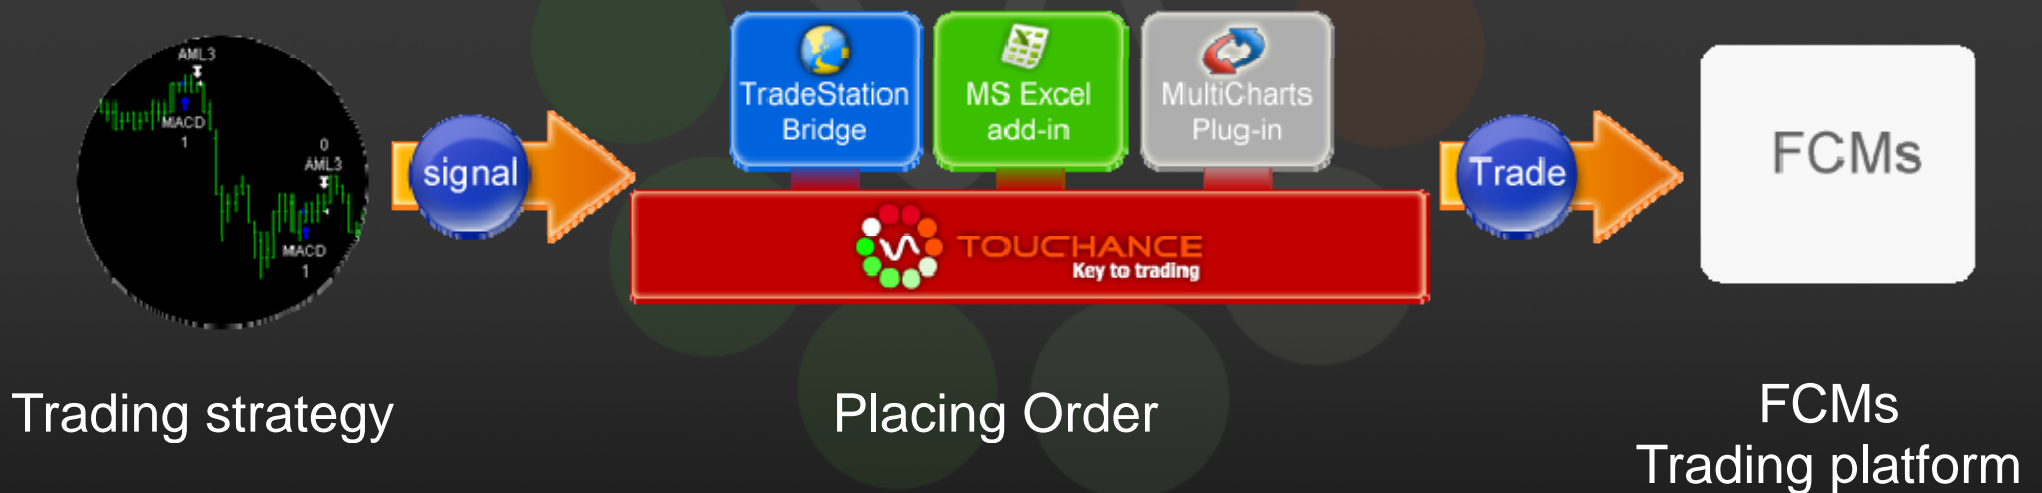 AML3
MACD
1
0
AML3
MACD
1
signal
TradeStation
Bridge
MS Excel
add-in
MultiCharts
Plug-in
TOUCHANCE
Key to trading
Trade
FCMs
Trading strategy
Placing Order
FCMs
Trading platform